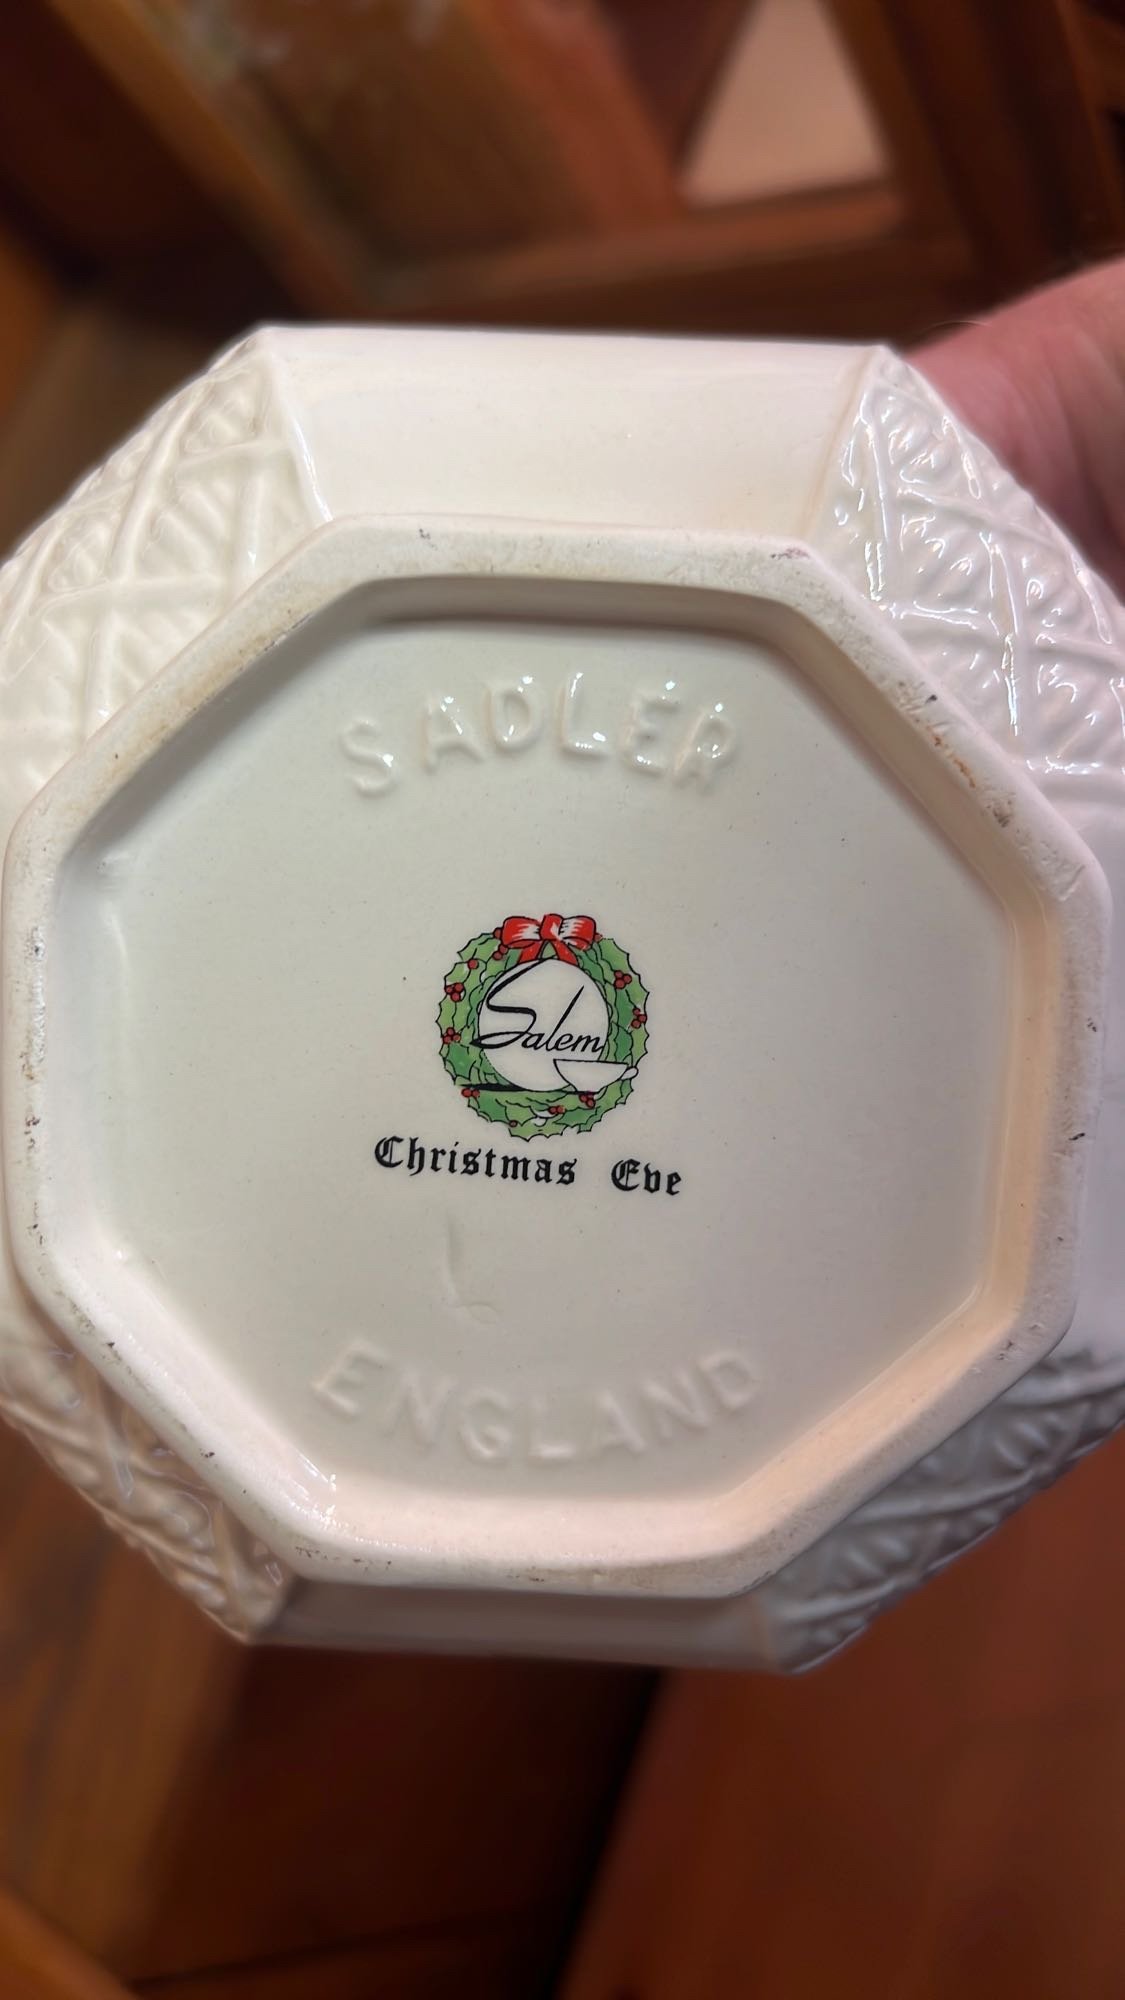 SADLER
Salem
Christmas Eve
L
ENGLAND